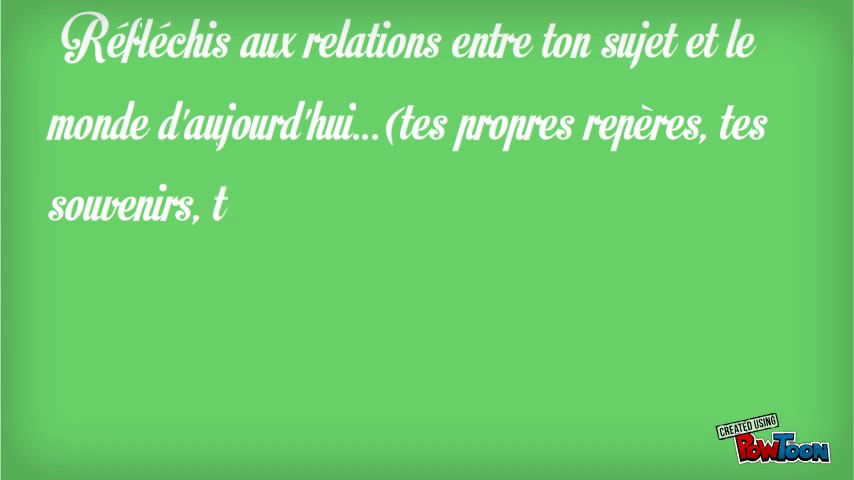 Réfléchis aux relations entre ton sujet et le
monde d'aujourd'hui...(tes propres repères, tes
souvenirs, t
CREATED USING
POWTOON